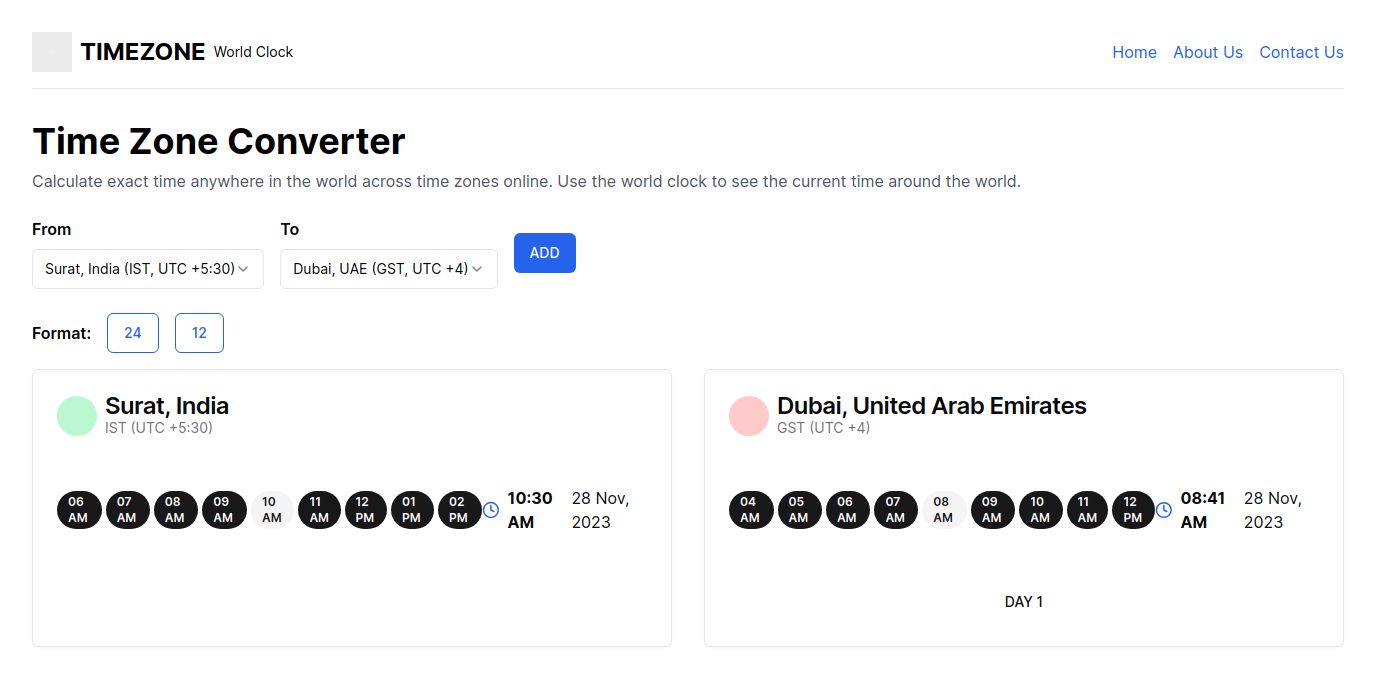 TIMEZONE World Clock
Home About Us Contact Us
Time Zone Converter
Calculate exact time anywhere in the world across time zones online. Use the world clock to see the current time around the world.
From
To
Surat, India (IST, UTC +5:30)
Dubai, UAE (GST, UTC +4)
ADD
Format:
24
12
Surat, India
IST (UTC +5:30)
06 AM
07 AM
08 AM
09 AM
10 AM
11 AM
12 PM
01 PM
02 PM
10:30 AM
28 Nov, 2023
Dubai, United Arab Emirates
GST (UTC +4)
04 AM
05 AM
06 AM
07 AM
08 AM
09 AM
10 AM
11 AM
12 PM
08:41 AM
28 Nov, 2023
DAY 1